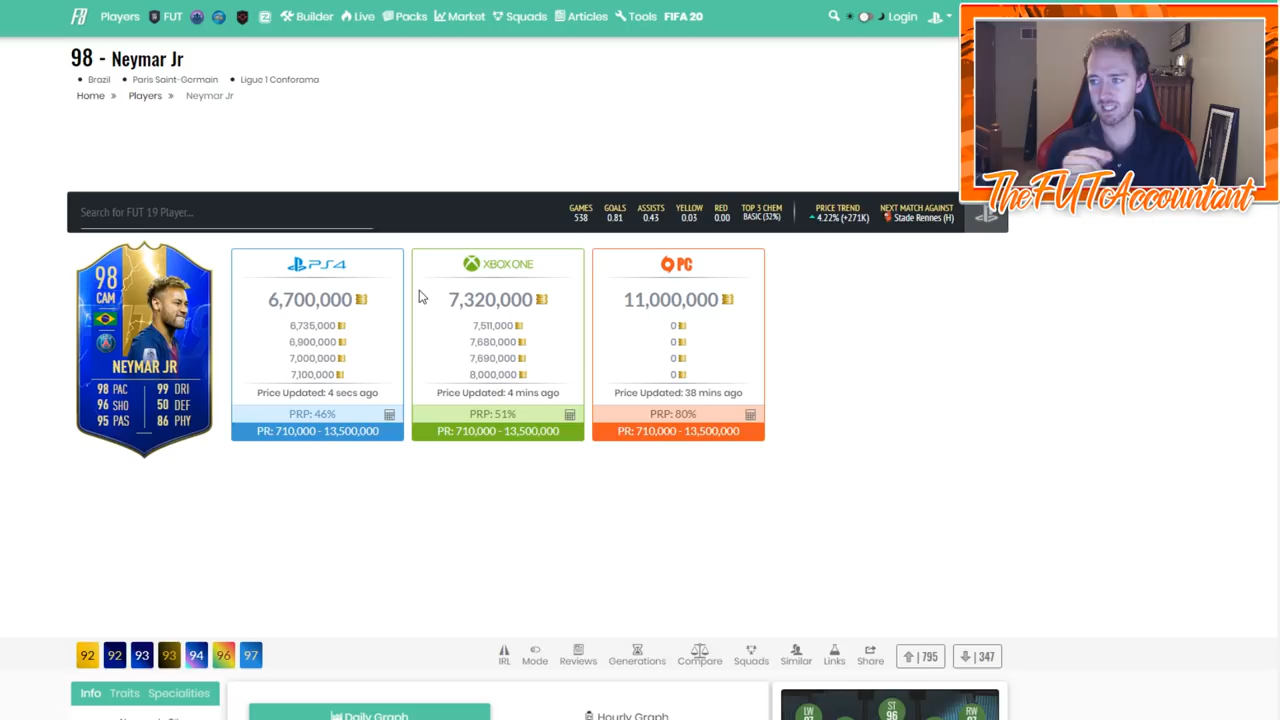 FB Players FUT Builder Live Packs Market Squads Articles Tools FIFA 20 Login
98 - Neymar Jr
Brazil Paris Saint-Germain Ligue 1 Conforama
Home » Players » Neymar Jr
TheFUTAccountant
Search for FUT 19 Player...
GAMES 538
GOALS 0.81
ASSISTS 0.43
YELLOW 0.03
RED 0.00
TOP 3 CHEM BASIC (32%)
PRICE TREND 4.22% (+271K)
NEXT MATCH AGAINST Stade Rennes (H)
98
CAM
NEYMAR JR
98 PAC 99 DRI
96 SHO 50 DEF
95 PAS 86 PHY
PS4
6,700,000
6,735,000
6,900,000
7,000,000
7,100,000
Price Updated: 4 secs ago
PRP: 46%
PR: 710,000 - 13,500,000
XBOX ONE
7,320,000
7,511,000
7,680,000
7,690,000
8,000,000
Price Updated: 4 mins ago
PRP: 51%
PR: 710,000 - 13,500,000
PC
11,000,000
0
0
0
0
Price Updated: 38 mins ago
PRP: 80%
PR: 710,000 - 13,500,000
92 92 93 93 94 96 97
IRL Mode Reviews Generations Compare Squads Similar Links Share | 795 | 347
Info Traits Specialities
Daily Graph Hourly Graph
LW ST RW
96